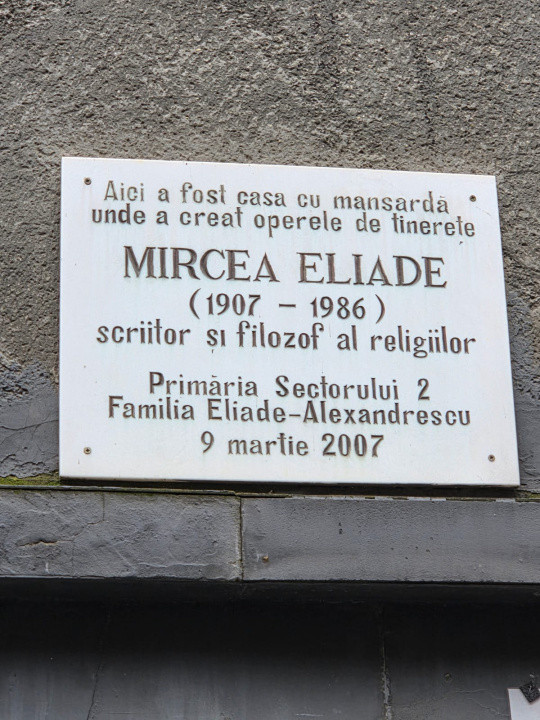 Aici a fost casa cu mansardă
unde a creat operele de tinerețe
MIRCEA ELIADE
(1907 – 1986)
scriitor și filozof al religiilor
Primăria Sectorului 2
Familia Eliade-Alexandrescu
9 martie 2007